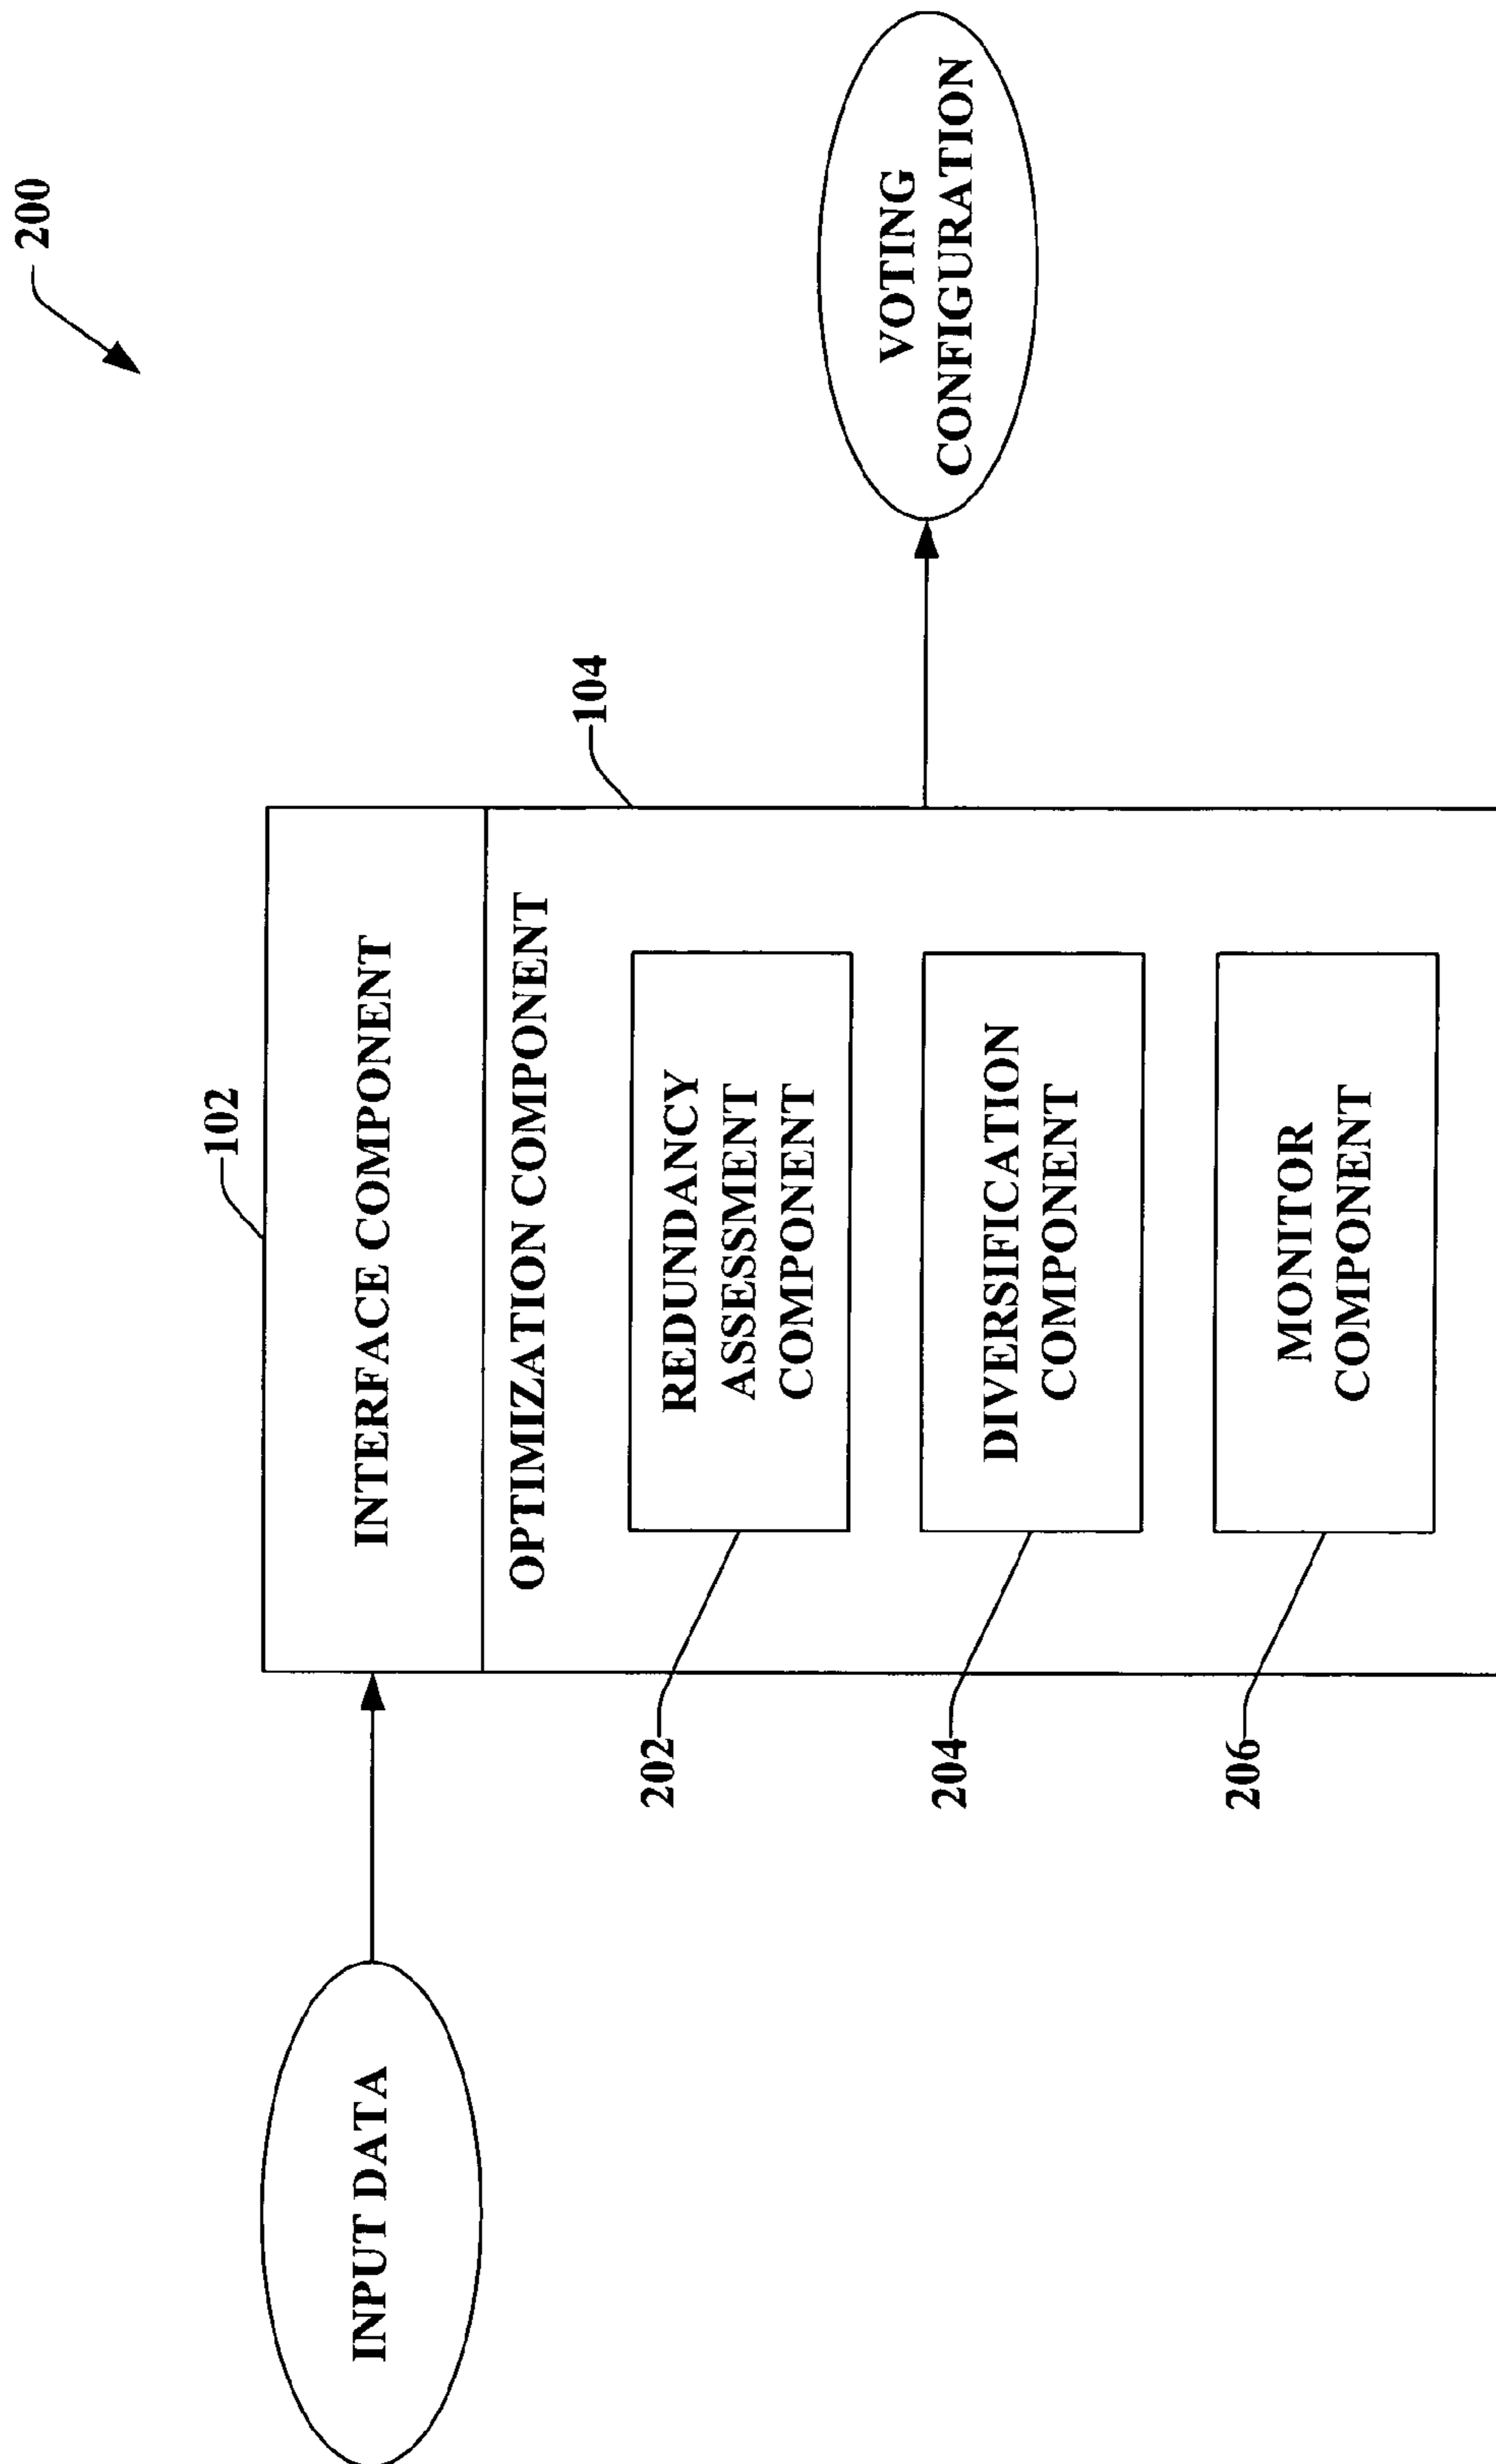 200
INPUT DATA
102
INTERFACE COMPONENT
104
OPTIMIZATION COMPONENT
202
REDUNDANCY
ASSESSMENT
COMPONENT
204
DIVERSIFICATION
COMPONENT
206
MONITOR
COMPONENT
VOTING
CONFIGURATION